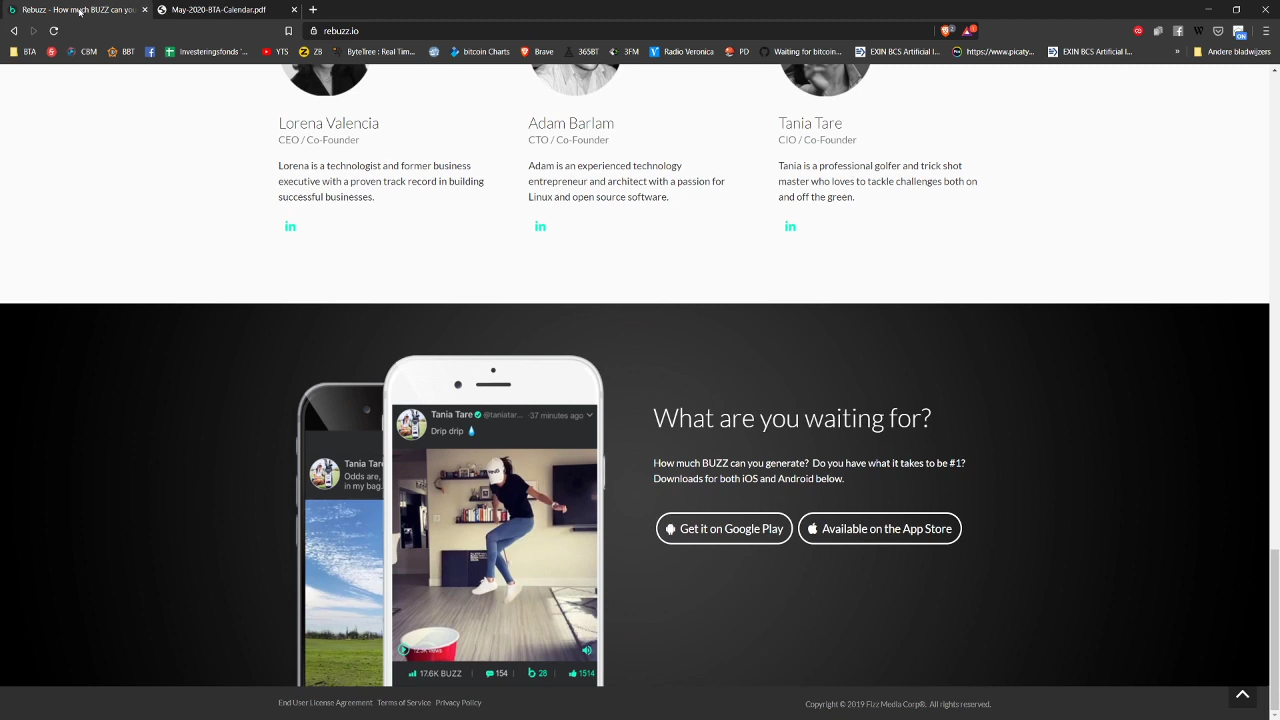 Rebuzz - How much BUZZ can you
May-2020-BTA-Calendar.pdf
rebuzz.io
BTA
CBM
BBT
Investeringsfonds '...
YTS
ZB
ByteTree : Real Tim...
bitcoin Charts
Brave
365BT
3FM
Radio Veronica
PD
Waiting for bitcoin...
EXIN BCS Artificial I...
https://www.picaty...
EXIN BCS Artificial I...
»
Andere bladwijzers
ON
Lorena Valencia
CEO / Co-Founder
Lorena is a technologist and former business
executive with a proven track record in building
successful businesses.
in
Adam Barlam
CTO / Co-Founder
Adam is an experienced technology
entrepreneur and architect with a passion for
Linux and open source software.
in
Tania Tare
CIO / Co-Founder
Tania is a professional golfer and trick shot
master who loves to tackle challenges both on
and off the green.
in
Tania Tare
Odds are,
in my bag.
Tania Tare @taniatar... · 37 minutes ago
Drip drip
views
17.6K BUZZ
154
28
1514
What are you waiting for?
How much BUZZ can you generate? Do you have what it takes to be #1?
Downloads for both iOS and Android below.
Get it on Google Play
Available on the App Store
End User License Agreement Terms of Service Privacy Policy
Copyright © 2019 Fizz Media Corp®. All rights reserved.